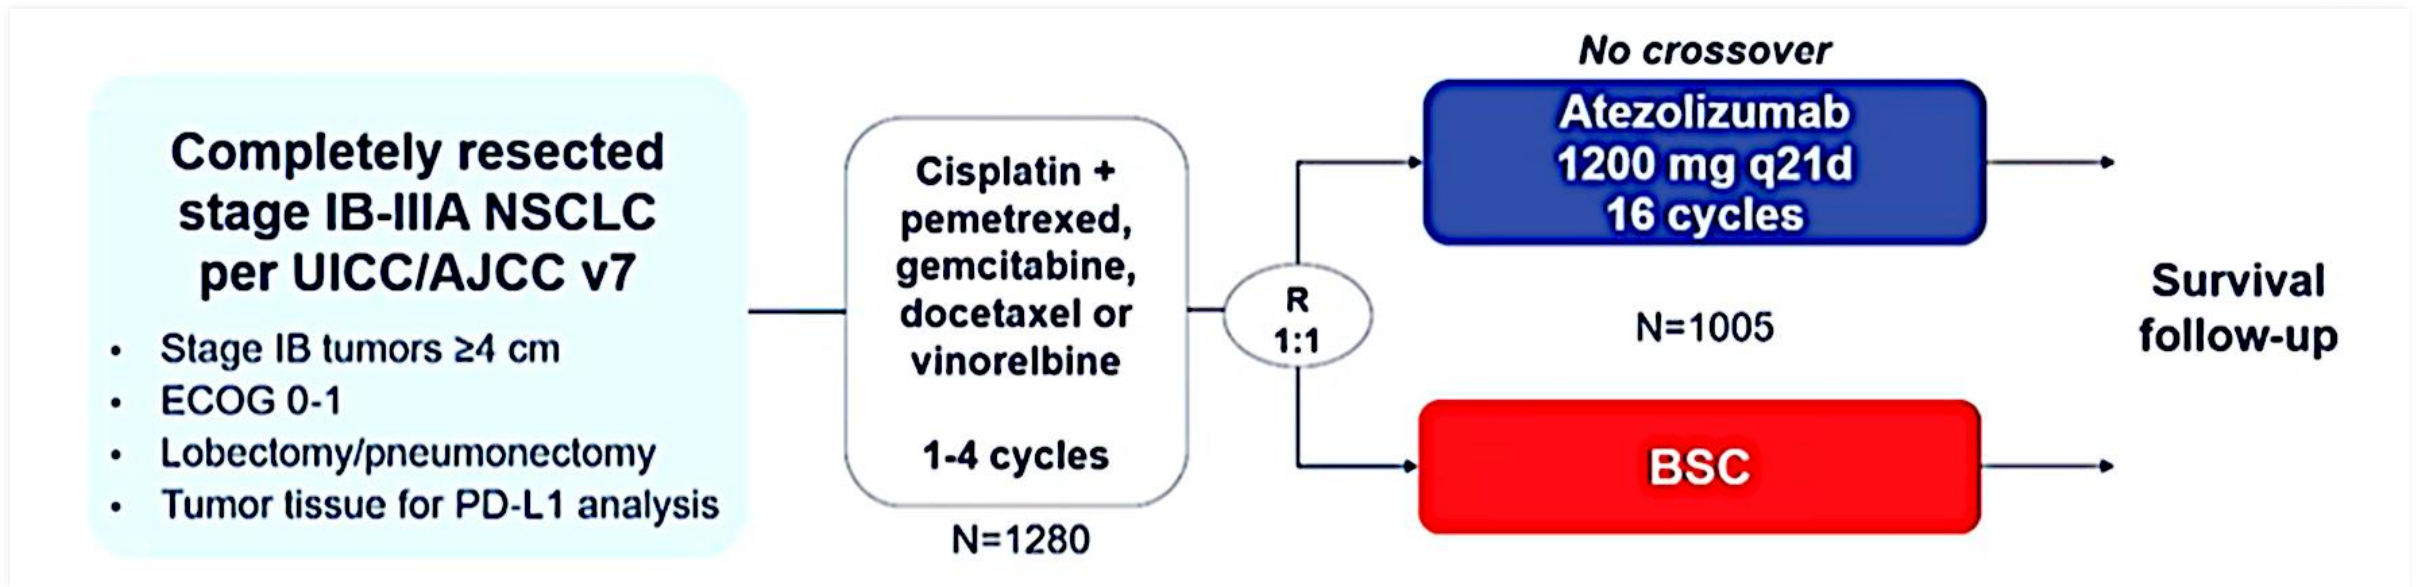 Completely resected
stage IB-IIIA NSCLC
per UICC/AJCC v7
• Stage IB tumors ≥4 cm
• ECOG 0-1
• Lobectomy/pneumonectomy
• Tumor tissue for PD-L1 analysis
Cisplatin +
pemetrexed,
gemcitabine,
docetaxel or
vinorelbine
1-4 cycles
N=1280
R
1:1
No crossover
Atezolizumab
1200 mg q21d
16 cycles
N=1005
BSC
Survival
follow-up